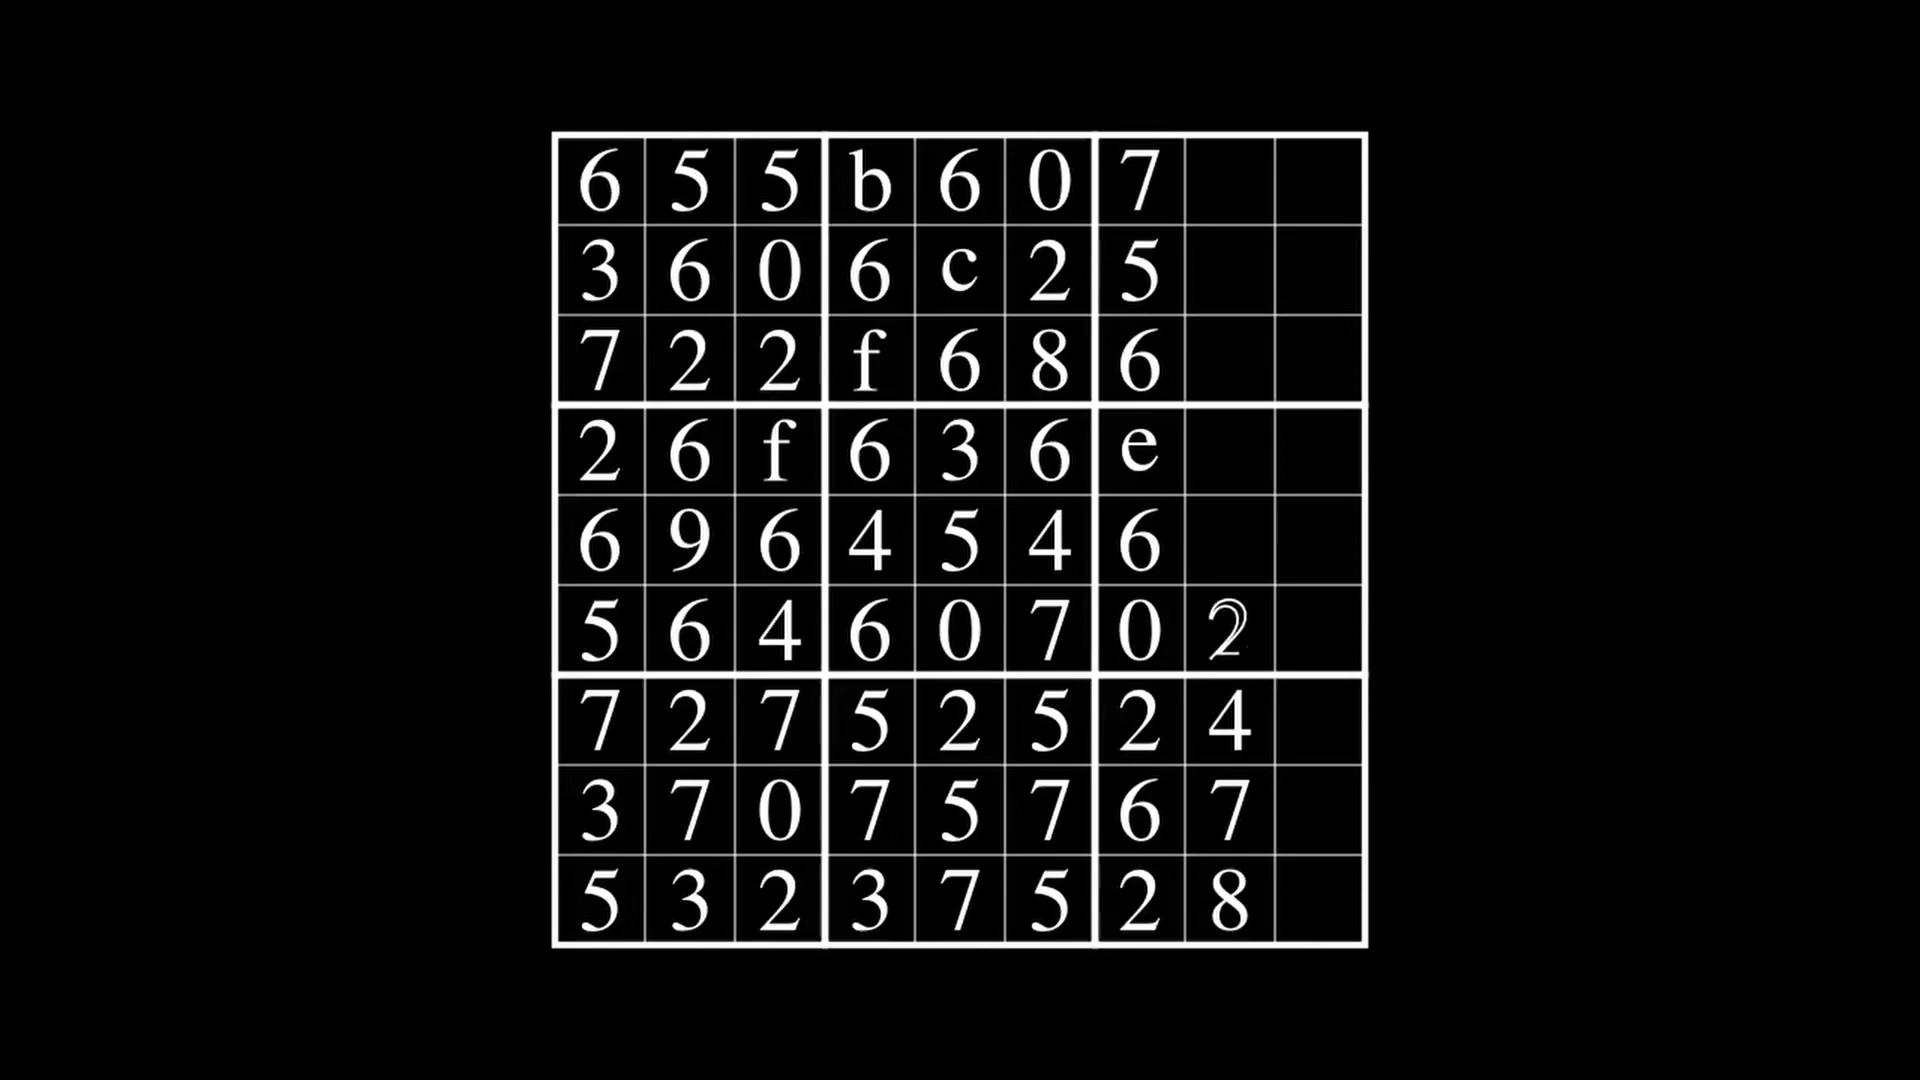 6 5 5 b 6 0 7
3 6 0 6 c 2 5
7 2 2 f 6 8 6
2 6 f 6 3 6 e
6 9 6 4 5 4 6
5 6 4 6 0 7 0 2
7 2 7 5 2 5 2 4
3 7 0 7 5 7 6 7
5 3 2 3 7 5 2 8